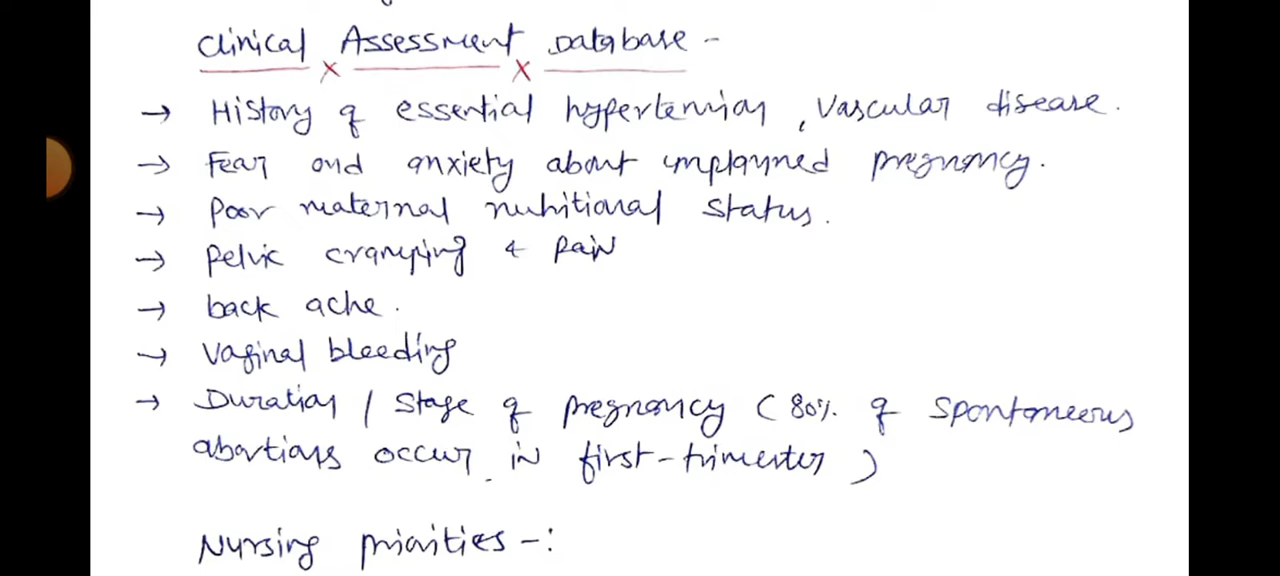 Clinical Assessment Database -
→ History of essential hypertension, vascular disease.
→ Fear and anxiety about unplanned pregnancy.
→ Poor maternal nutritional status.
→ Pelvic cramping & pain
→ back ache.
→ Vaginal bleeding
→ Duration / Stage of pregnancy ( 80% of spontaneous
abortions occur in first-trimester )
Nursing priorities -: